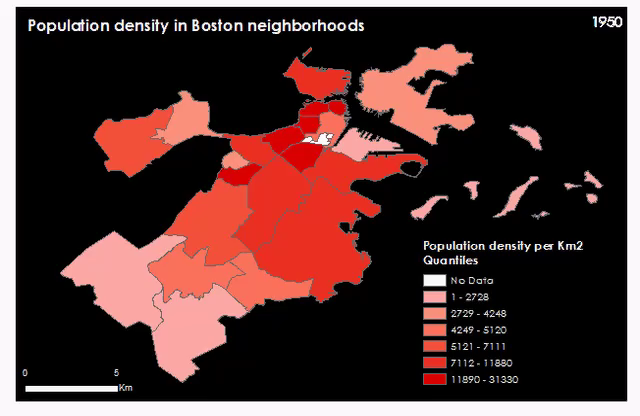 Population density in Boston neighborhoods
1950
Population density per Km2
Quantiles
No Data
1 - 2728
2729 - 4248
4249 - 5120
5121 - 7111
7112 - 11880
11890 - 31330
0 5
Km